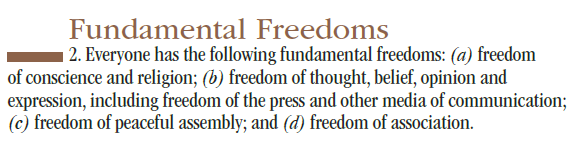 Fundamental Freedoms
2. Everyone has the following fundamental freedoms: (a) freedom
of conscience and religion; (b) freedom of thought, belief, opinion and
expression, including freedom of the press and other media of communication;
(c) freedom of peaceful assembly; and (d) freedom of association.